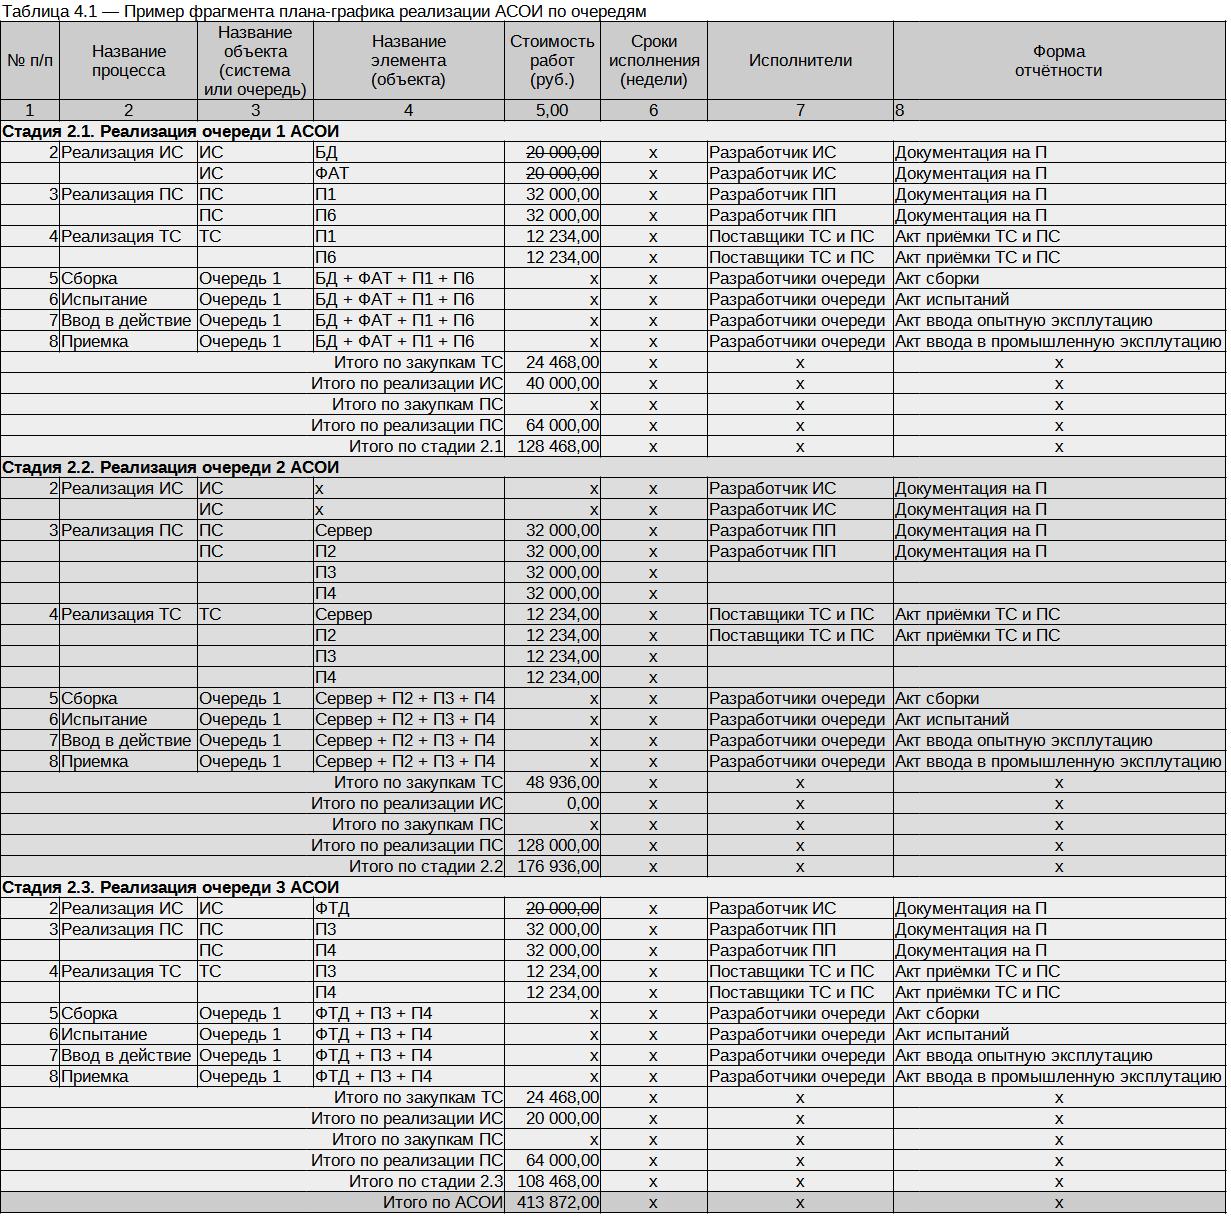 Таблица 4.1 — Пример фрагмента плана-графика реализации АСОИ по очередям
№ п/п Название процесса Название объекта (система или очередь) Название элемента (объекта) Стоимость работ (руб.) Сроки исполнения (недели) Исполнители Форма отчётности
1 2 3 4 5,00 6 7 8
Стадия 2.1. Реализация очереди 1 АСОИ
2 Реализация ИС ИС БД 20 000,00 x Разработчик ИС Документация на П
ИС ФАТ 20 000,00 x Разработчик ИС Документация на П
3 Реализация ПС ПС П1 32 000,00 x Разработчик ПП Документация на П
ПС П6 32 000,00 x Разработчик ПП Документация на П
4 Реализация ТС ТС П1 12 234,00 x Поставщики ТС и ПС Акт приёмки ТС и ПС
П6 12 234,00 x Поставщики ТС и ПС Акт приёмки ТС и ПС
5 Сборка Очередь 1 БД + ФАТ + П1 + П6 x x Разработчики очереди Акт сборки
6 Испытание Очередь 1 БД + ФАТ + П1 + П6 x x Разработчики очереди Акт испытаний
7 Ввод в действие Очередь 1 БД + ФАТ + П1 + П6 x x Разработчики очереди Акт ввода опытную эксплутацию
8 Приемка Очередь 1 БД + ФАТ + П1 + П6 x x Разработчики очереди Акт ввода в промышленную эксплутацию
Итого по закупкам ТС 24 468,00 x x x
Итого по реализации ИС 40 000,00 x x x
Итого по закупкам ПС x x x x
Итого по реализации ПС 64 000,00 x x x
Итого по стадии 2.1 128 468,00 x x x
Стадия 2.2. Реализация очереди 2 АСОИ
2 Реализация ИС ИС x x x Разработчик ИС Документация на П
ИС x x x Разработчик ИС Документация на П
3 Реализация ПС ПС Сервер 32 000,00 x Разработчик ПП Документация на П
ПС П2 32 000,00 x Разработчик ПП Документация на П
П3 32 000,00 x
П4 32 000,00 x
4 Реализация ТС ТС Сервер 12 234,00 x Поставщики ТС и ПС Акт приёмки ТС и ПС
П2 12 234,00 x Поставщики ТС и ПС Акт приёмки ТС и ПС
П3 12 234,00 x
П4 12 234,00 x
5 Сборка Очередь 1 Сервер + П2 + П3 + П4 x x Разработчики очереди Акт сборки
6 Испытание Очередь 1 Сервер + П2 + П3 + П4 x x Разработчики очереди Акт испытаний
7 Ввод в действие Очередь 1 Сервер + П2 + П3 + П4 x x Разработчики очереди Акт ввода опытную эксплутацию
8 Приемка Очередь 1 Сервер + П2 + П3 + П4 x x Разработчики очереди Акт ввода в промышленную эксплутацию
Итого по закупкам ТС 48 936,00 x x x
Итого по реализации ИС 0,00 x x x
Итого по закупкам ПС x x x x
Итого по реализации ПС 128 000,00 x x x
Итого по стадии 2.2 176 936,00 x x x
Стадия 2.3. Реализация очереди 3 АСОИ
2 Реализация ИС ИС ФТД 20 000,00 x Разработчик ИС Документация на П
3 Реализация ПС ПС П3 32 000,00 x Разработчик ПП Документация на П
ПС П4 32 000,00 x Разработчик ПП Документация на П
4 Реализация ТС ТС П3 12 234,00 x Поставщики ТС и ПС Акт приёмки ТС и ПС
П4 12 234,00 x Поставщики ТС и ПС Акт приёмки ТС и ПС
5 Сборка Очередь 1 ФТД + П3 + П4 x x Разработчики очереди Акт сборки
6 Испытание Очередь 1 ФТД + П3 + П4 x x Разработчики очереди Акт испытаний
7 Ввод в действие Очередь 1 ФТД + П3 + П4 x x Разработчики очереди Акт ввода опытную эксплутацию
8 Приемка Очередь 1 ФТД + П3 + П4 x x Разработчики очереди Акт ввода в промышленную эксплутацию
Итого по закупкам ТС 24 468,00 x x x
Итого по реализации ИС 20 000,00 x x x
Итого по закупкам ПС x x x x
Итого по реализации ПС 64 000,00 x x x
Итого по стадии 2.3 108 468,00 x x x
Итого по АСОИ 413 872,00 x x x